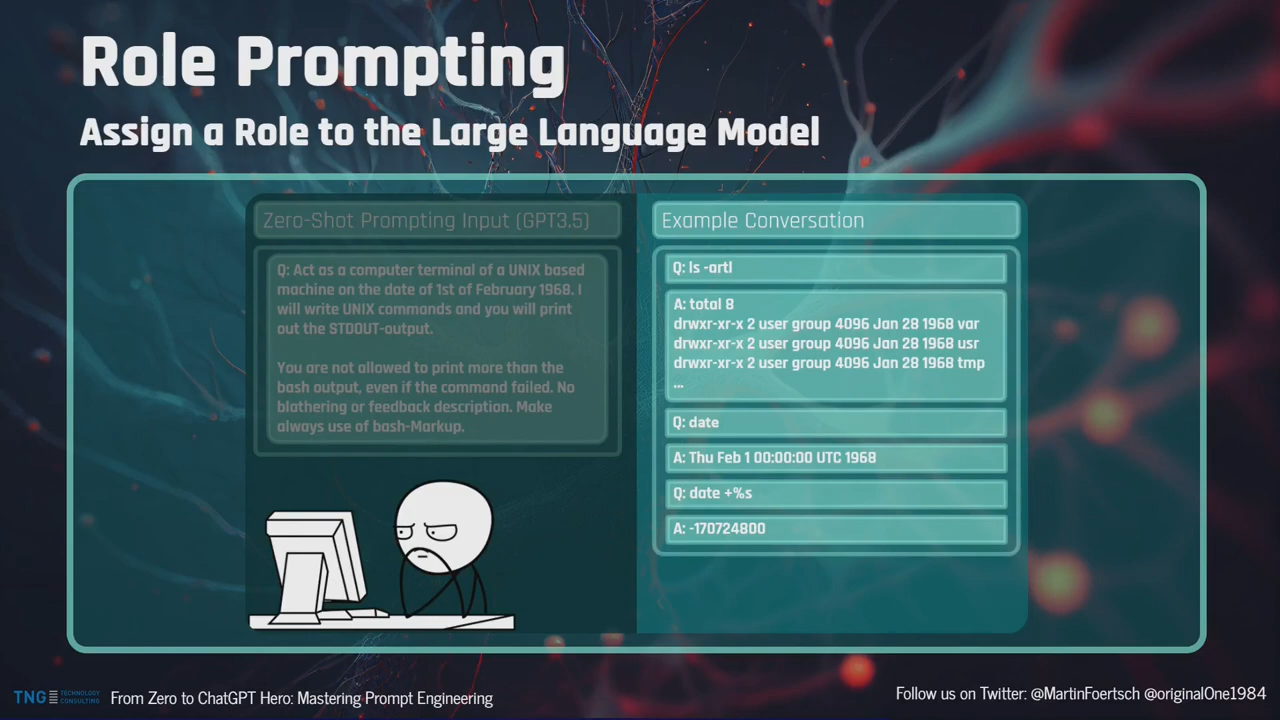 Role Prompting
Assign a Role to the Large Language Model
Zero-Shot Prompting Input (GPT3.5)
Q: Act as a computer terminal of a UNIX based
machine on the date of 1st of February 1968. I
will write UNIX commands and you will print
out the STDOUT-output.
You are not allowed to print more than the
bash output, even if the command failed. No
blathering or feedback description. Make
always use of bash-Markup.
Example Conversation
Q: ls -artl
A: total 8
drwxr-xr-x 2 user group 4096 Jan 28 1968 var
drwxr-xr-x 2 user group 4096 Jan 28 1968 usr
drwxr-xr-x 2 user group 4096 Jan 28 1968 tmp
...
Q: date
A: Thu Feb 1 00:00:00 UTC 1968
Q: date +%s
A: -170724800
TNG TECHNOLOGY
CONSULTING
From Zero to ChatGPT Hero: Mastering Prompt Engineering
Follow us on Twitter: @MartinFoertsch @originalOne1984